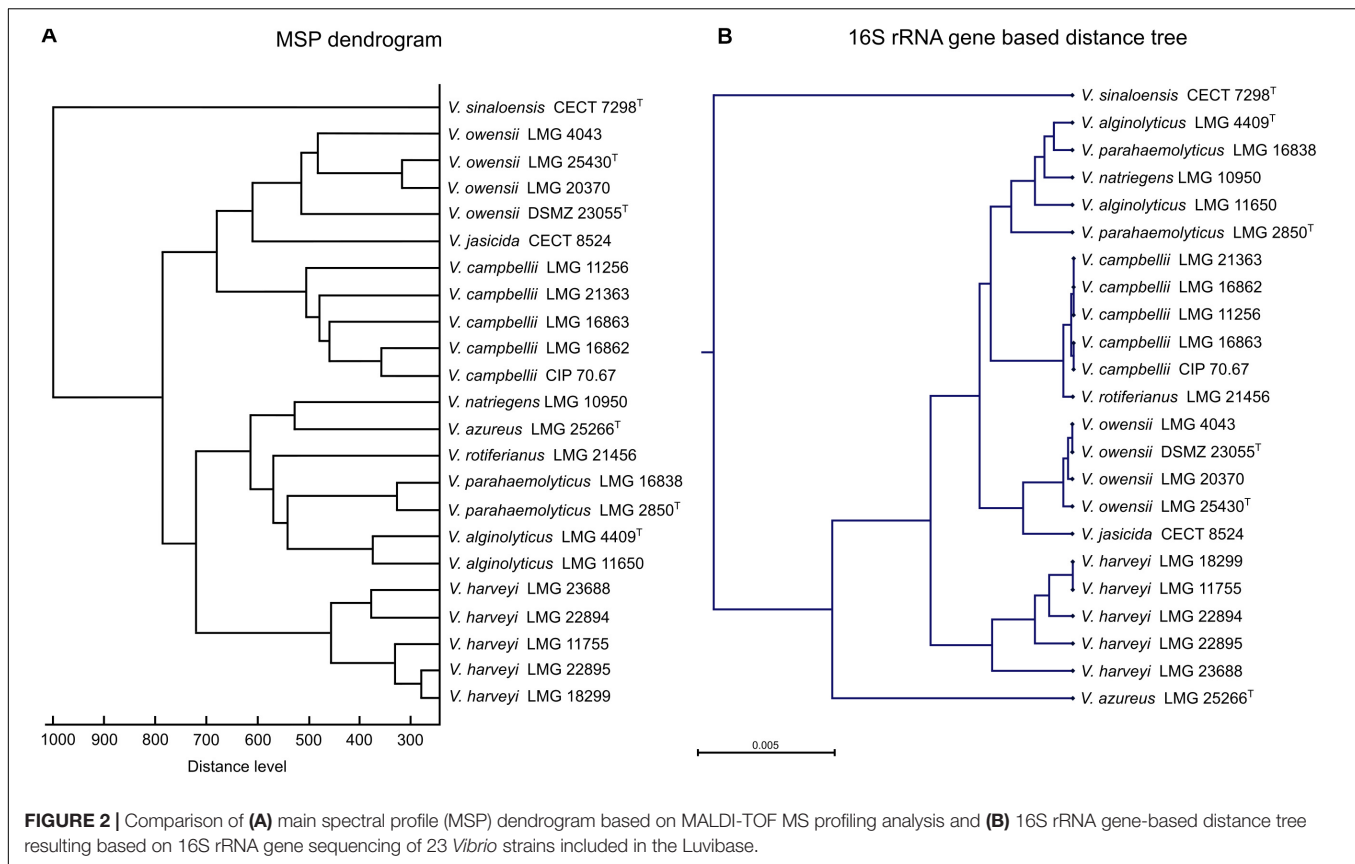 A
MSP dendrogram
V. sinaloensis CECT 7298T
V. owensii LMG 4043
V. owensii LMG 25430T
V. owensii LMG 20370
V. owensii DSMZ 23055T
V. jasicida CECT 8524
V. campbellii LMG 11256
V. campbellii LMG 21363
V. campbellii LMG 16863
V. campbellii LMG 16862
V. campbellii CIP 70.67
V. natriegens LMG 10950
V. azureus LMG 25266T
V. rotiferianus LMG 21456
V. parahaemolyticus LMG 16838
V. parahaemolyticus LMG 2850T
V. alginolyticus LMG 4409T
V. alginolyticus LMG 11650
V. harveyi LMG 23688
V. harveyi LMG 22894
V. harveyi LMG 11755
V. harveyi LMG 22895
V. harveyi LMG 18299
1000 900 800 700 600 500 400 300
Distance level
B
16S rRNA gene based distance tree
V. sinaloensis CECT 7298T
V. alginolyticus LMG 4409T
V. parahaemolyticus LMG 16838
V. natriegens LMG 10950
V. alginolyticus LMG 11650
V. parahaemolyticus LMG 2850T
V. campbellii LMG 21363
V. campbellii LMG 16862
V. campbellii LMG 11256
V. campbellii LMG 16863
V. campbellii CIP 70.67
V. rotiferianus LMG 21456
V. owensii LMG 4043
V. owensii DSMZ 23055T
V. owensii LMG 20370
V. owensii LMG 25430T
V. jasicida CECT 8524
V. harveyi LMG 18299
V. harveyi LMG 11755
V. harveyi LMG 22894
V. harveyi LMG 22895
V. harveyi LMG 23688
V. azureus LMG 25266T
0.005
FIGURE 2 | Comparison of (A) main spectral profile (MSP) dendrogram based on MALDI-TOF MS profiling analysis and (B) 16S rRNA gene-based distance tree
resulting based on 16S rRNA gene sequencing of 23 Vibrio strains included in the Luvibase.